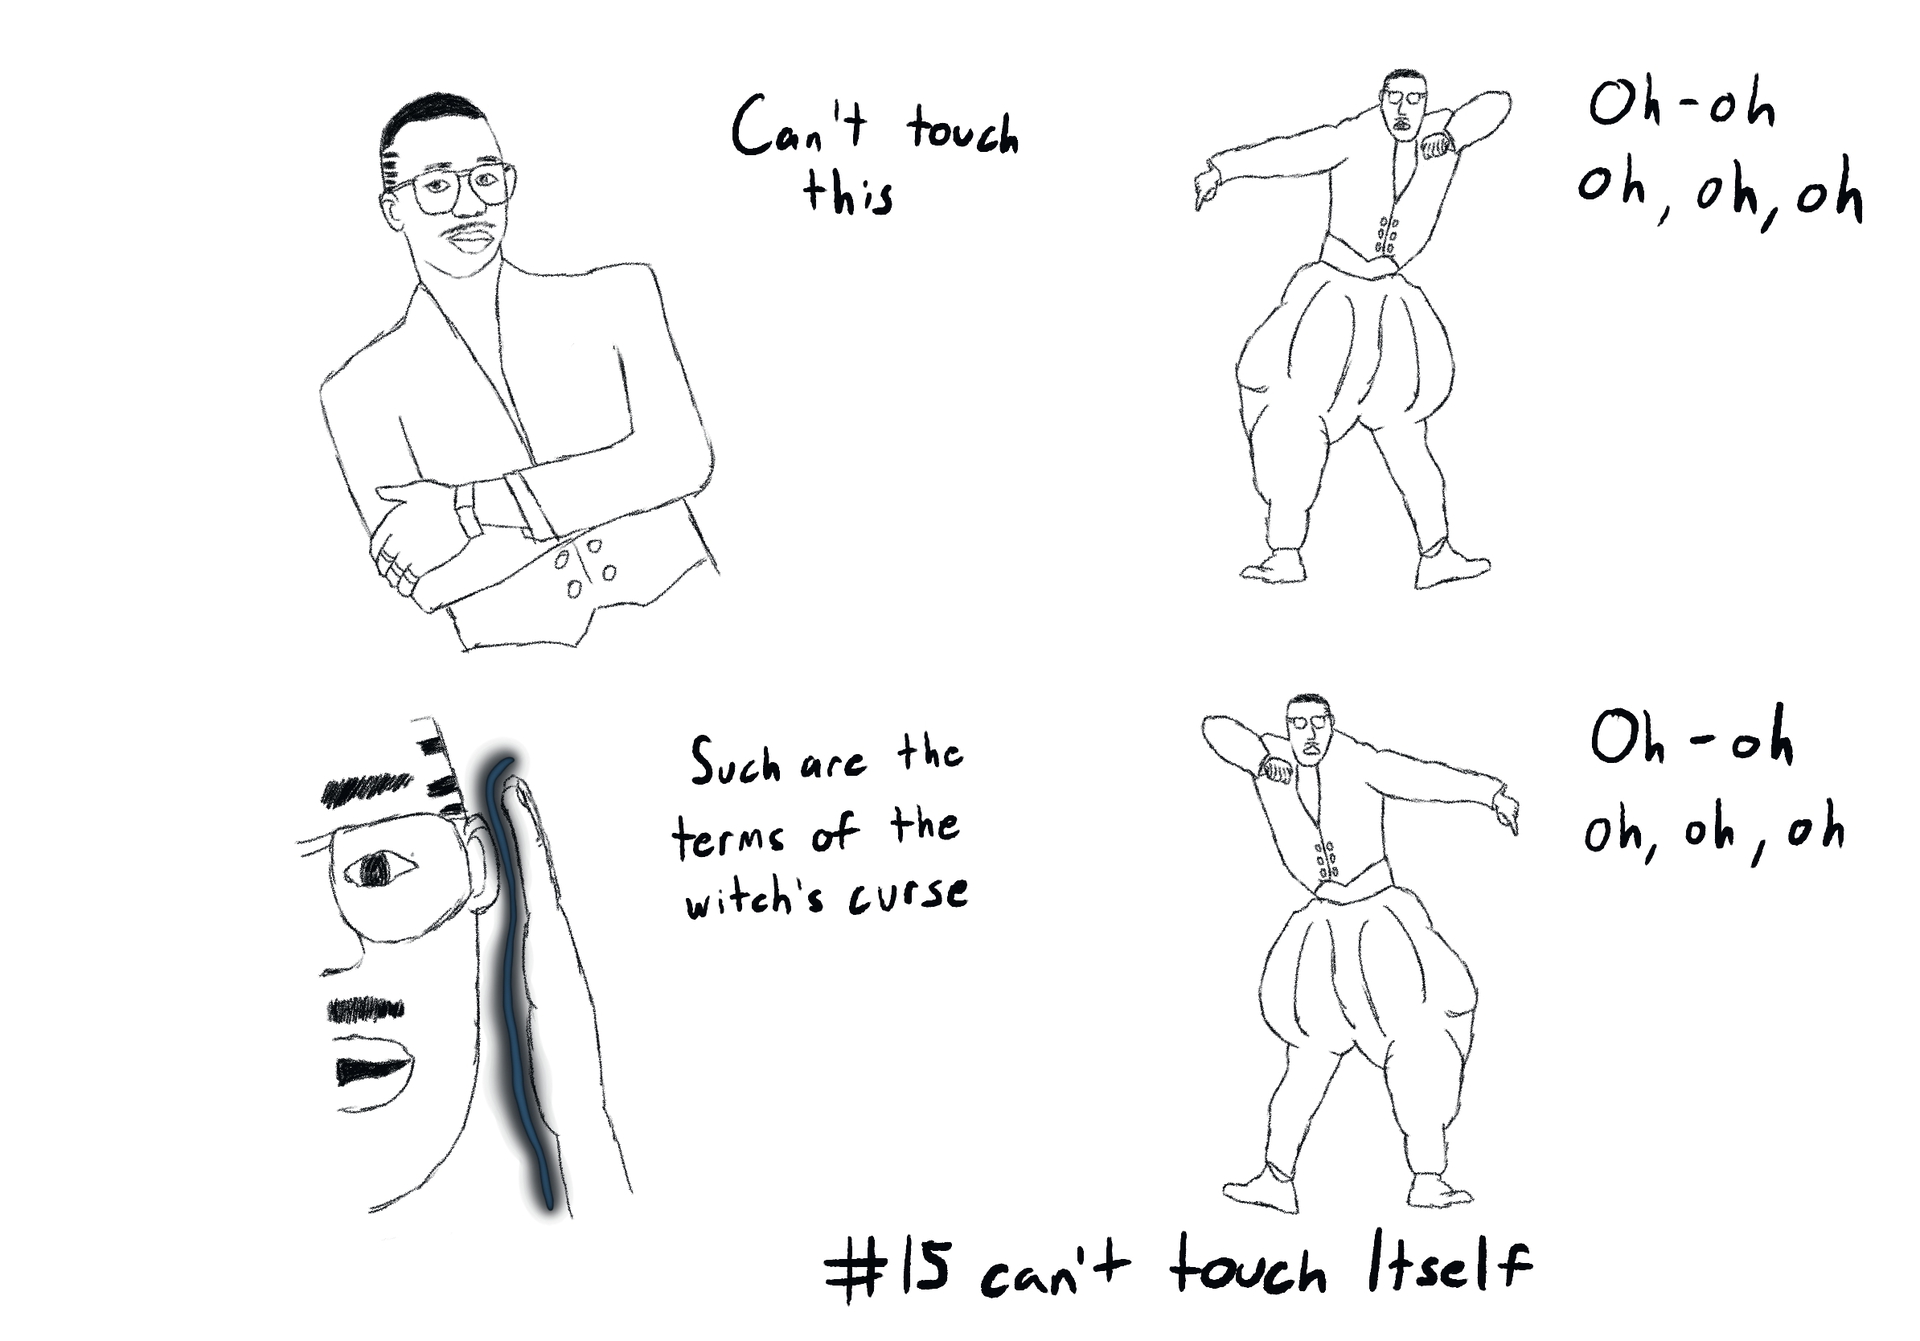 Can't touch
this
Oh-oh
oh, oh, oh
Such are the
terms of the
witch's curse
Oh-oh
oh, oh, oh
#15 can't touch Itself